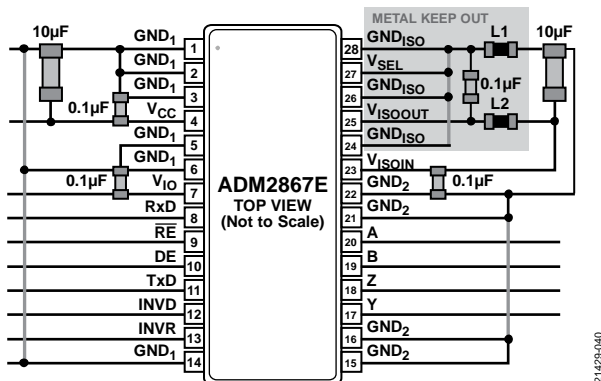 METAL KEEP OUT
10µF
GND1
1
28
GNDISO
L1
10µF
GND1
2
27
VSEL
GND1
3
26
GNDISO
0.1µF
0.1µF
VCC
4
25
VISOOUT
L2
GND1
5
24
GNDISO
GND1
6
23
VISOIN
0.1µF
VIO
7
22
GND2
0.1µF
ADM2867E
TOP VIEW
(Not to Scale)
RxD
8
21
GND2
RE
9
20
A
DE
10
19
B
TxD
11
18
Z
INVD
12
17
Y
INVR
13
16
GND2
GND1
14
15
GND2
21429-040